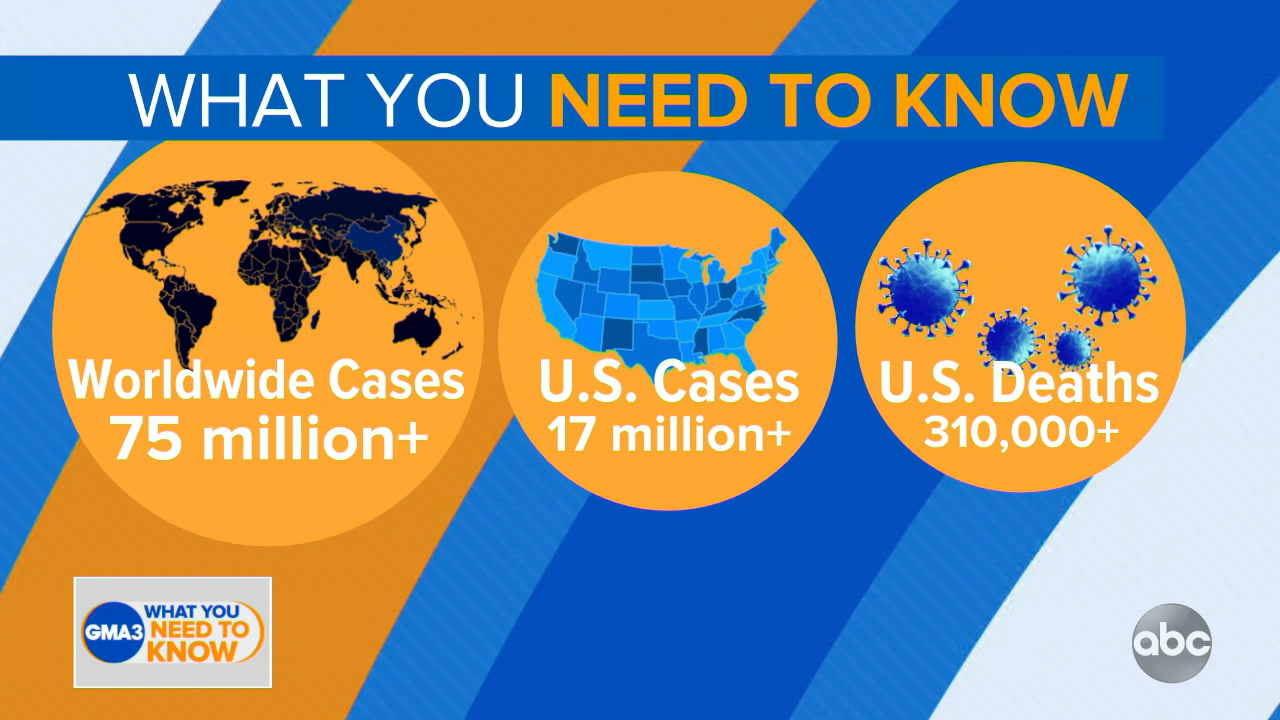 WHAT YOU NEED TO KNOW
Worldwide Cases
75 million+
U.S. Cases
17 million+
U.S. Deaths
310,000+
GMA3
WHAT YOU
NEED TO
KNOW
abc